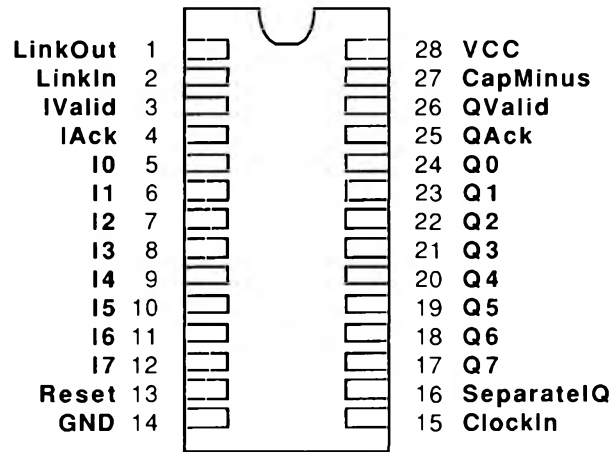 LinkOut 1 28 VCC
LinkIn 2 27 CapMinus
IValid 3 26 QValid
IAck 4 25 QAck
I0 5 24 Q0
I1 6 23 Q1
I2 7 22 Q2
I3 8 21 Q3
I4 9 20 Q4
I5 10 19 Q5
I6 11 18 Q6
I7 12 17 Q7
Reset 13 16 SeparateIQ
GND 14 15 ClockIn